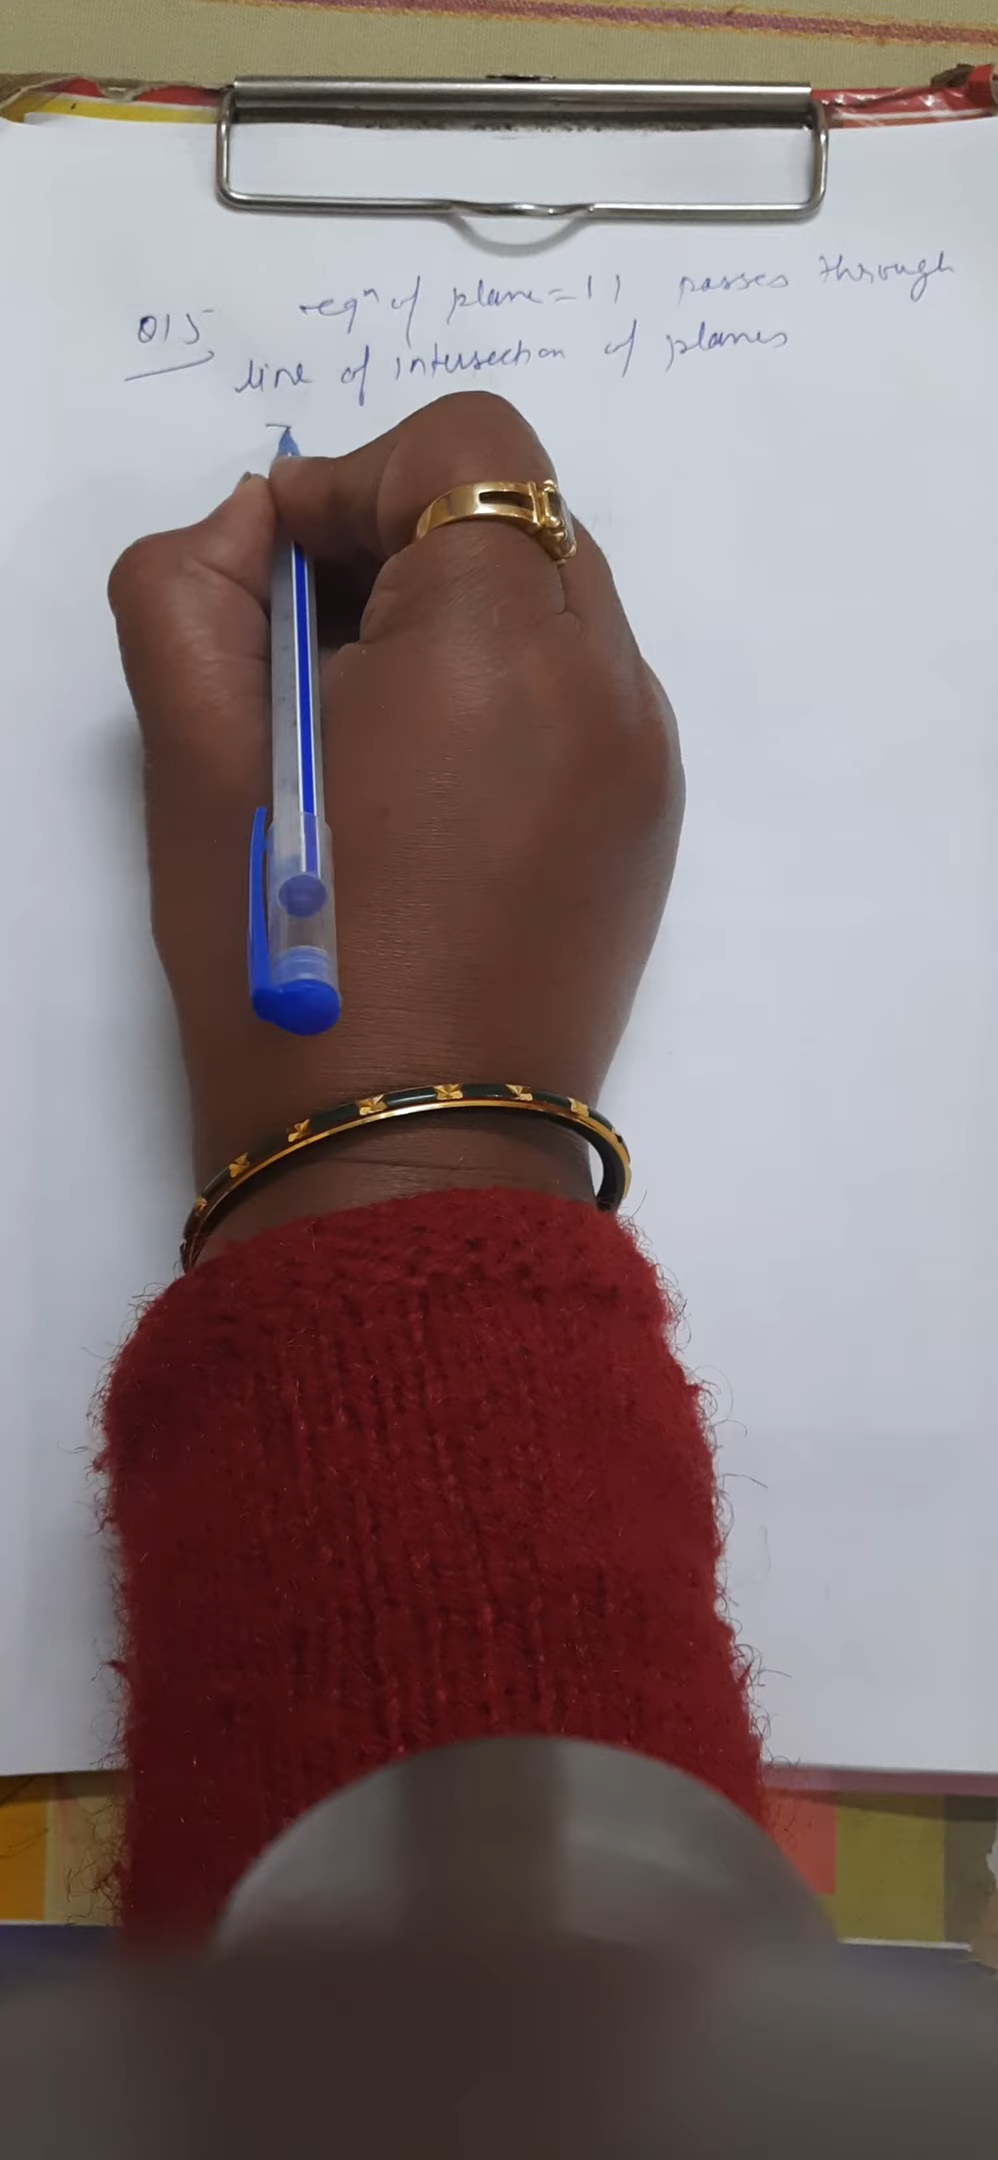 Q15 eqn of plane = 11 passes through
line of intersection of planes